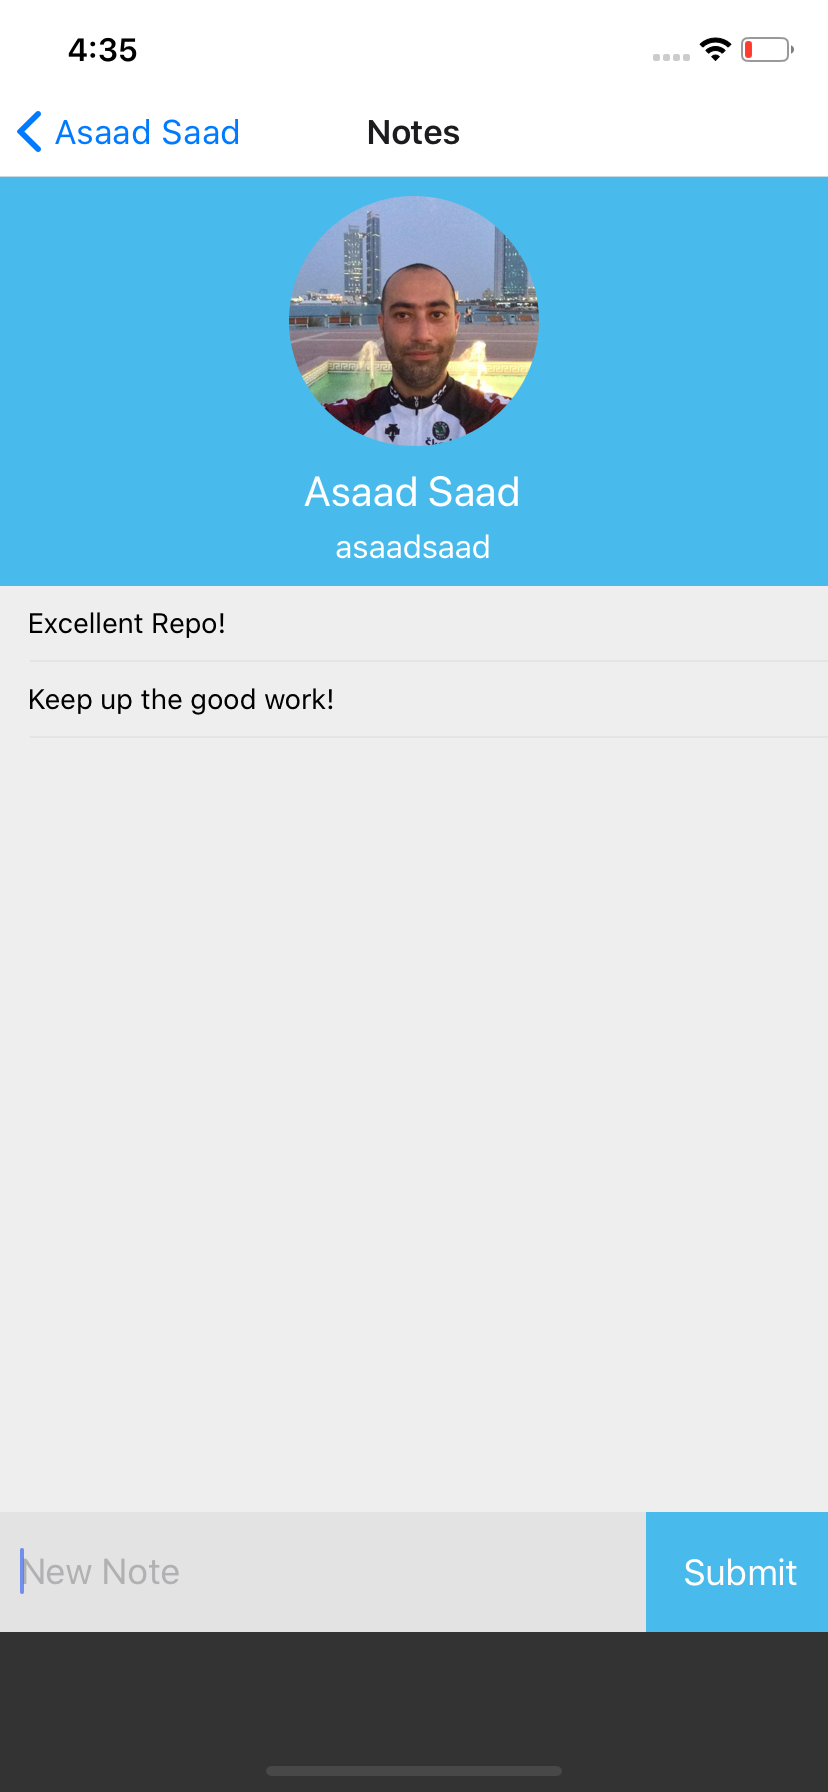 4:35
Asaad Saad
Notes
Asaad Saad
asaadsaad
Excellent Repo!
Keep up the good work!
New Note
Submit